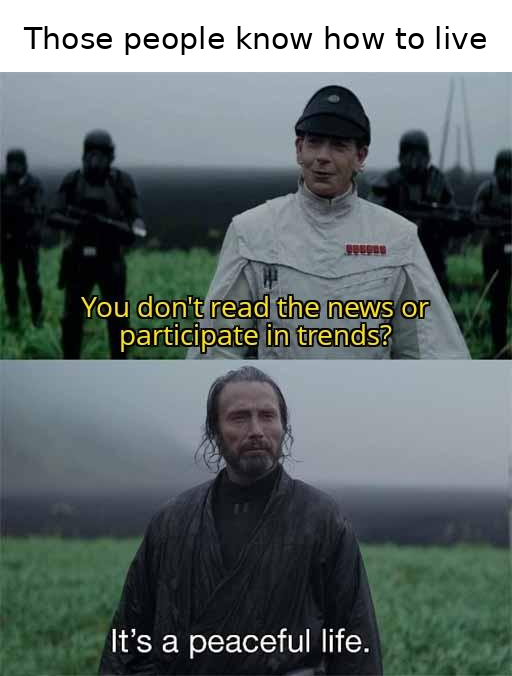 Those people know how to live
You don't read the news or
participate in trends?
It's a peaceful life.